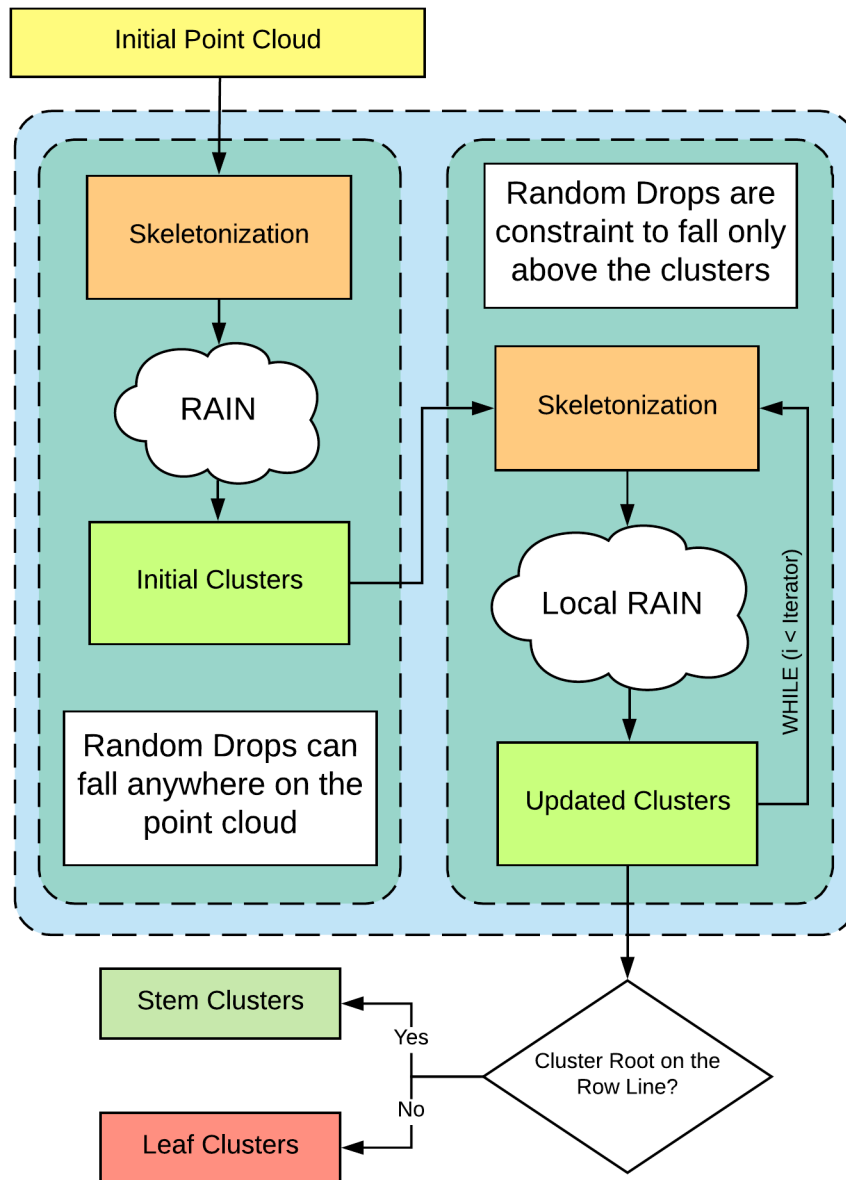 Initial Point Cloud
Skeletonization
RAIN
Initial Clusters
Random Drops can
fall anywhere on the
point cloud
Random Drops are
constraint to fall only
above the clusters
Skeletonization
Local RAIN
Updated Clusters
WHILE (i < Iterator)
Cluster Root on the
Row Line?
Yes
No
Stem Clusters
Leaf Clusters